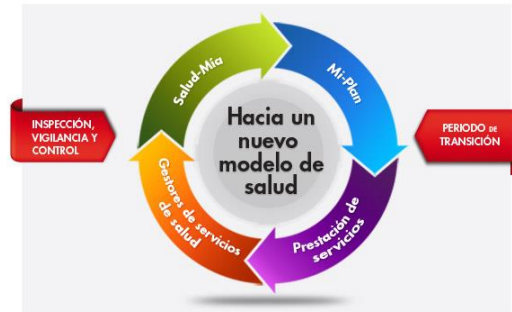 Salud-Mía
Mi-Plan
Hacia un
nuevo
modelo de
salud
INSPECCIÓN,
VIGILANCIA Y
CONTROL
PERIODO DE
TRANSICIÓN
Gestores de servicios
de salud
Prestación de
servicios